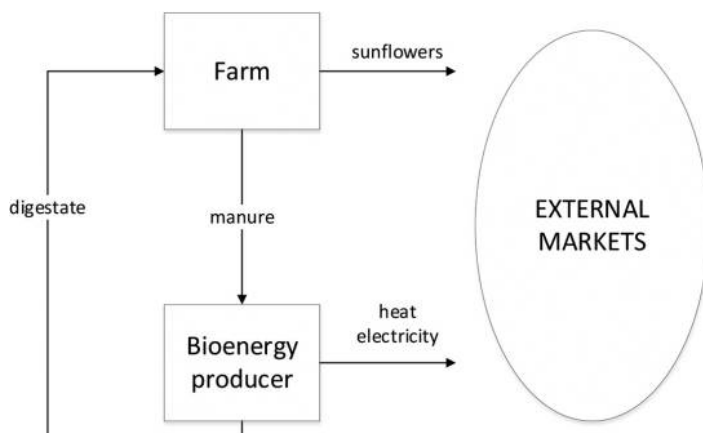 sunflowers
Farm
digestate
manure
EXTERNAL
MARKETS
heat
electricity
Bioenergy
producer